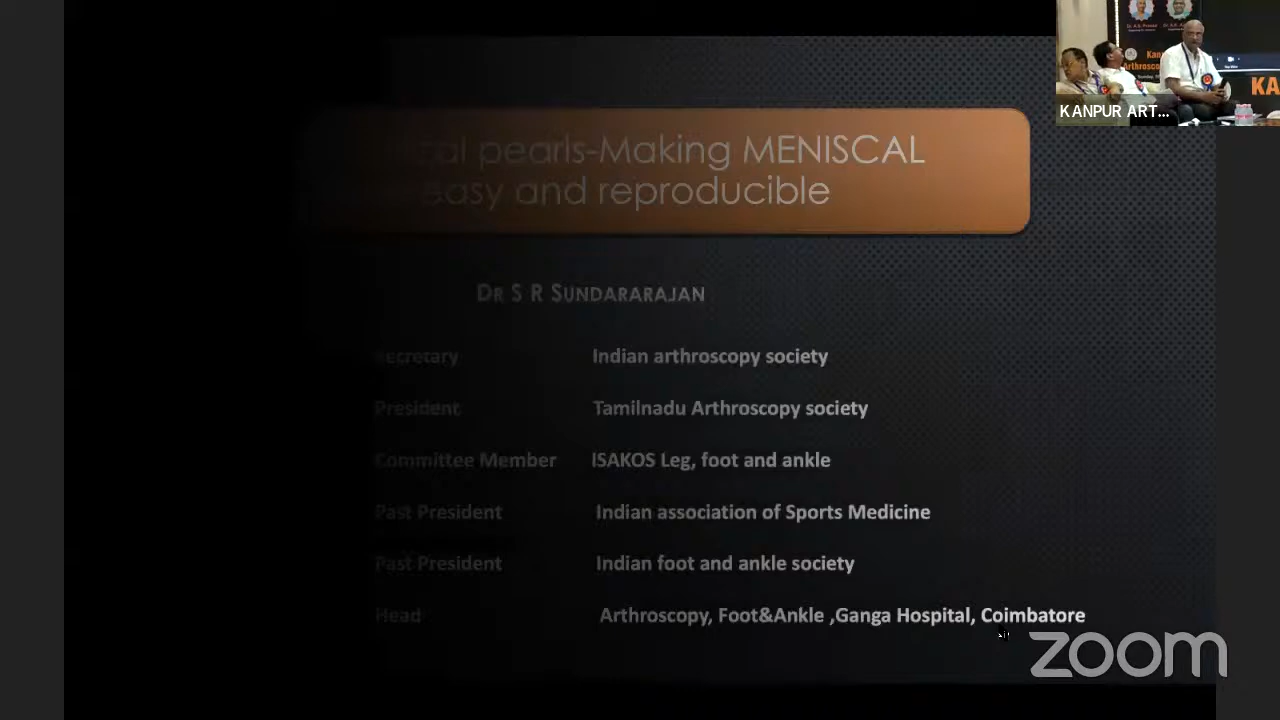 cal pearls-Making MENISCAL
easy and reproducible
DR S R SUNDARARAJAN
Secretary Indian arthroscopy society
President Tamilnadu Arthroscopy society
Committee Member ISAKOS Leg, foot and ankle
Past President Indian association of Sports Medicine
Past President Indian foot and ankle society
Head Arthroscopy, Foot&Ankle ,Ganga Hospital, Coimbatore
KANPUR ART...
KA
zoom